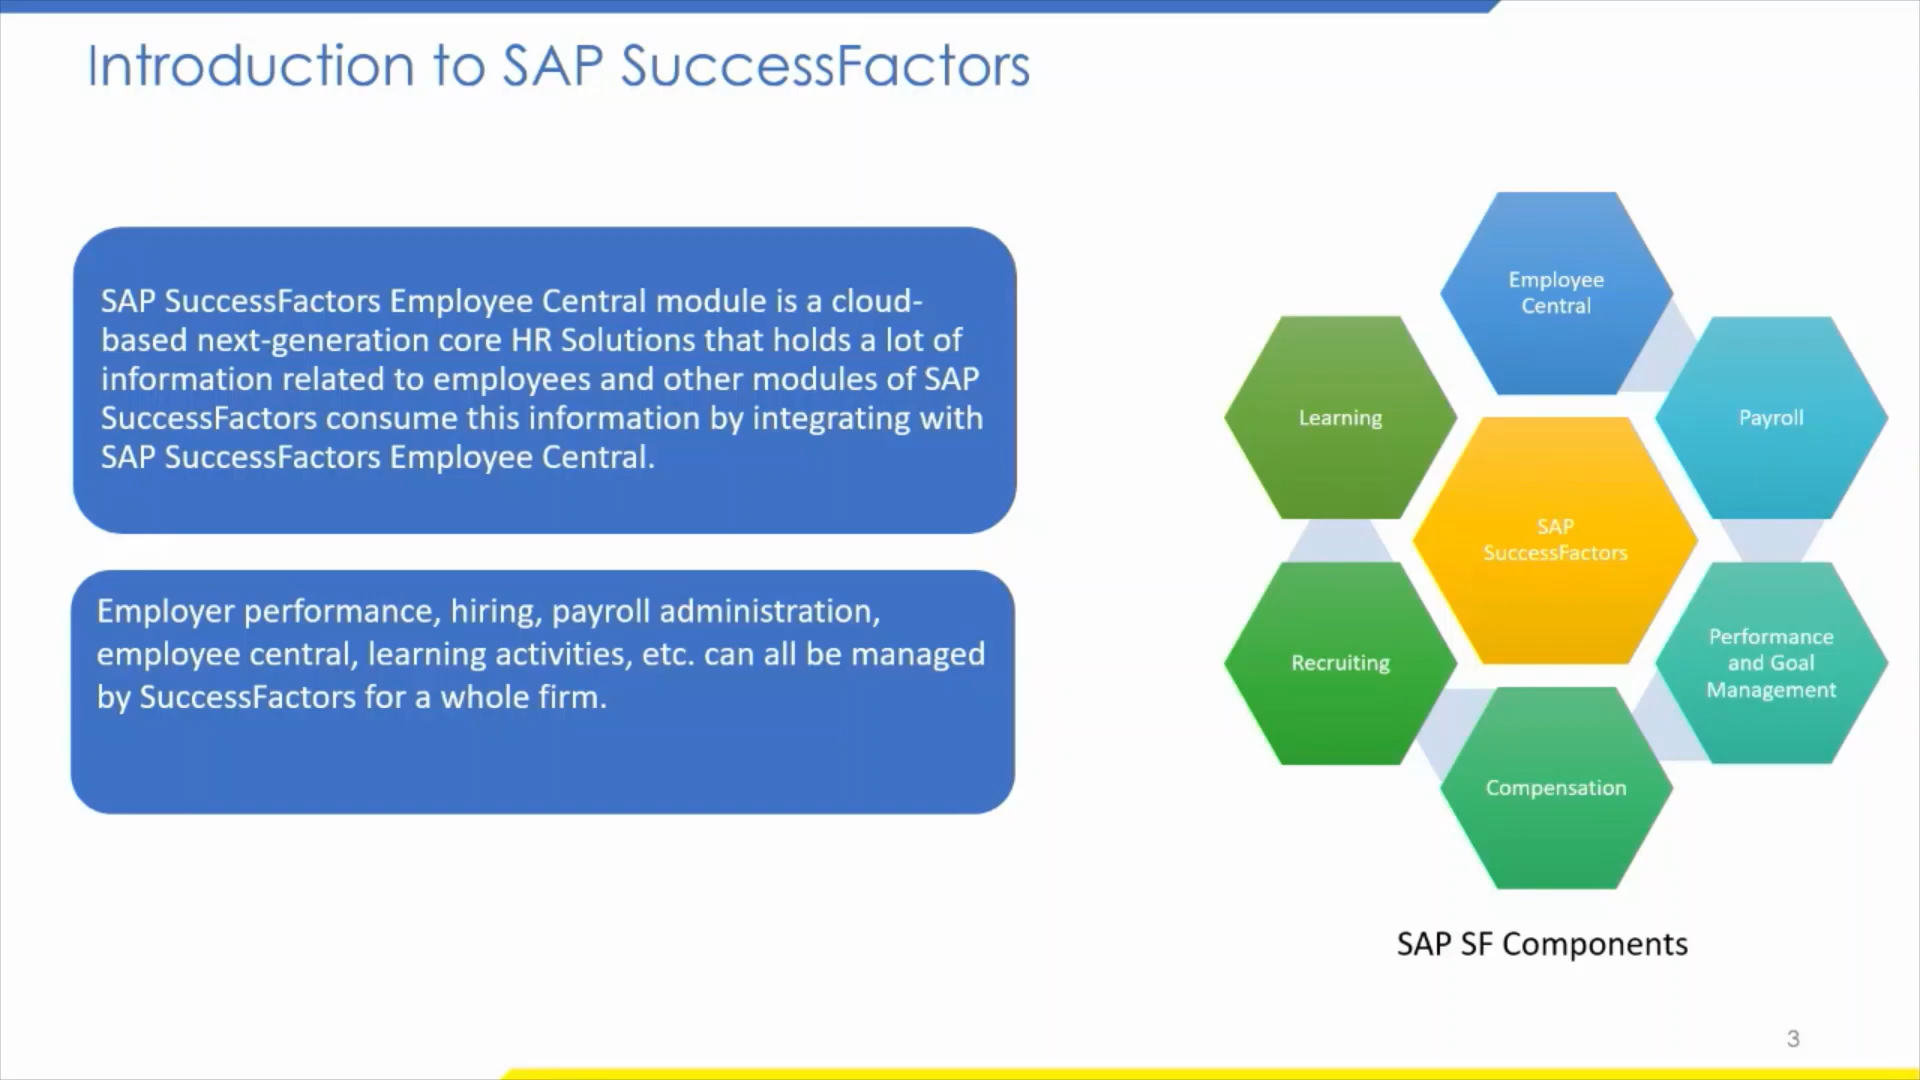 Introduction to SAP SuccessFactors
SAP SuccessFactors Employee Central module is a cloud-
based next-generation core HR Solutions that holds a lot of
information related to employees and other modules of SAP
SuccessFactors consume this information by integrating with
SAP SuccessFactors Employee Central.
Employer performance, hiring, payroll administration,
employee central, learning activities, etc. can all be managed
by SuccessFactors for a whole firm.
Employee
Central
Learning
Payroll
SAP
SuccessFactors
Recruiting
Performance
and Goal
Management
Compensation
SAP SF Components
3